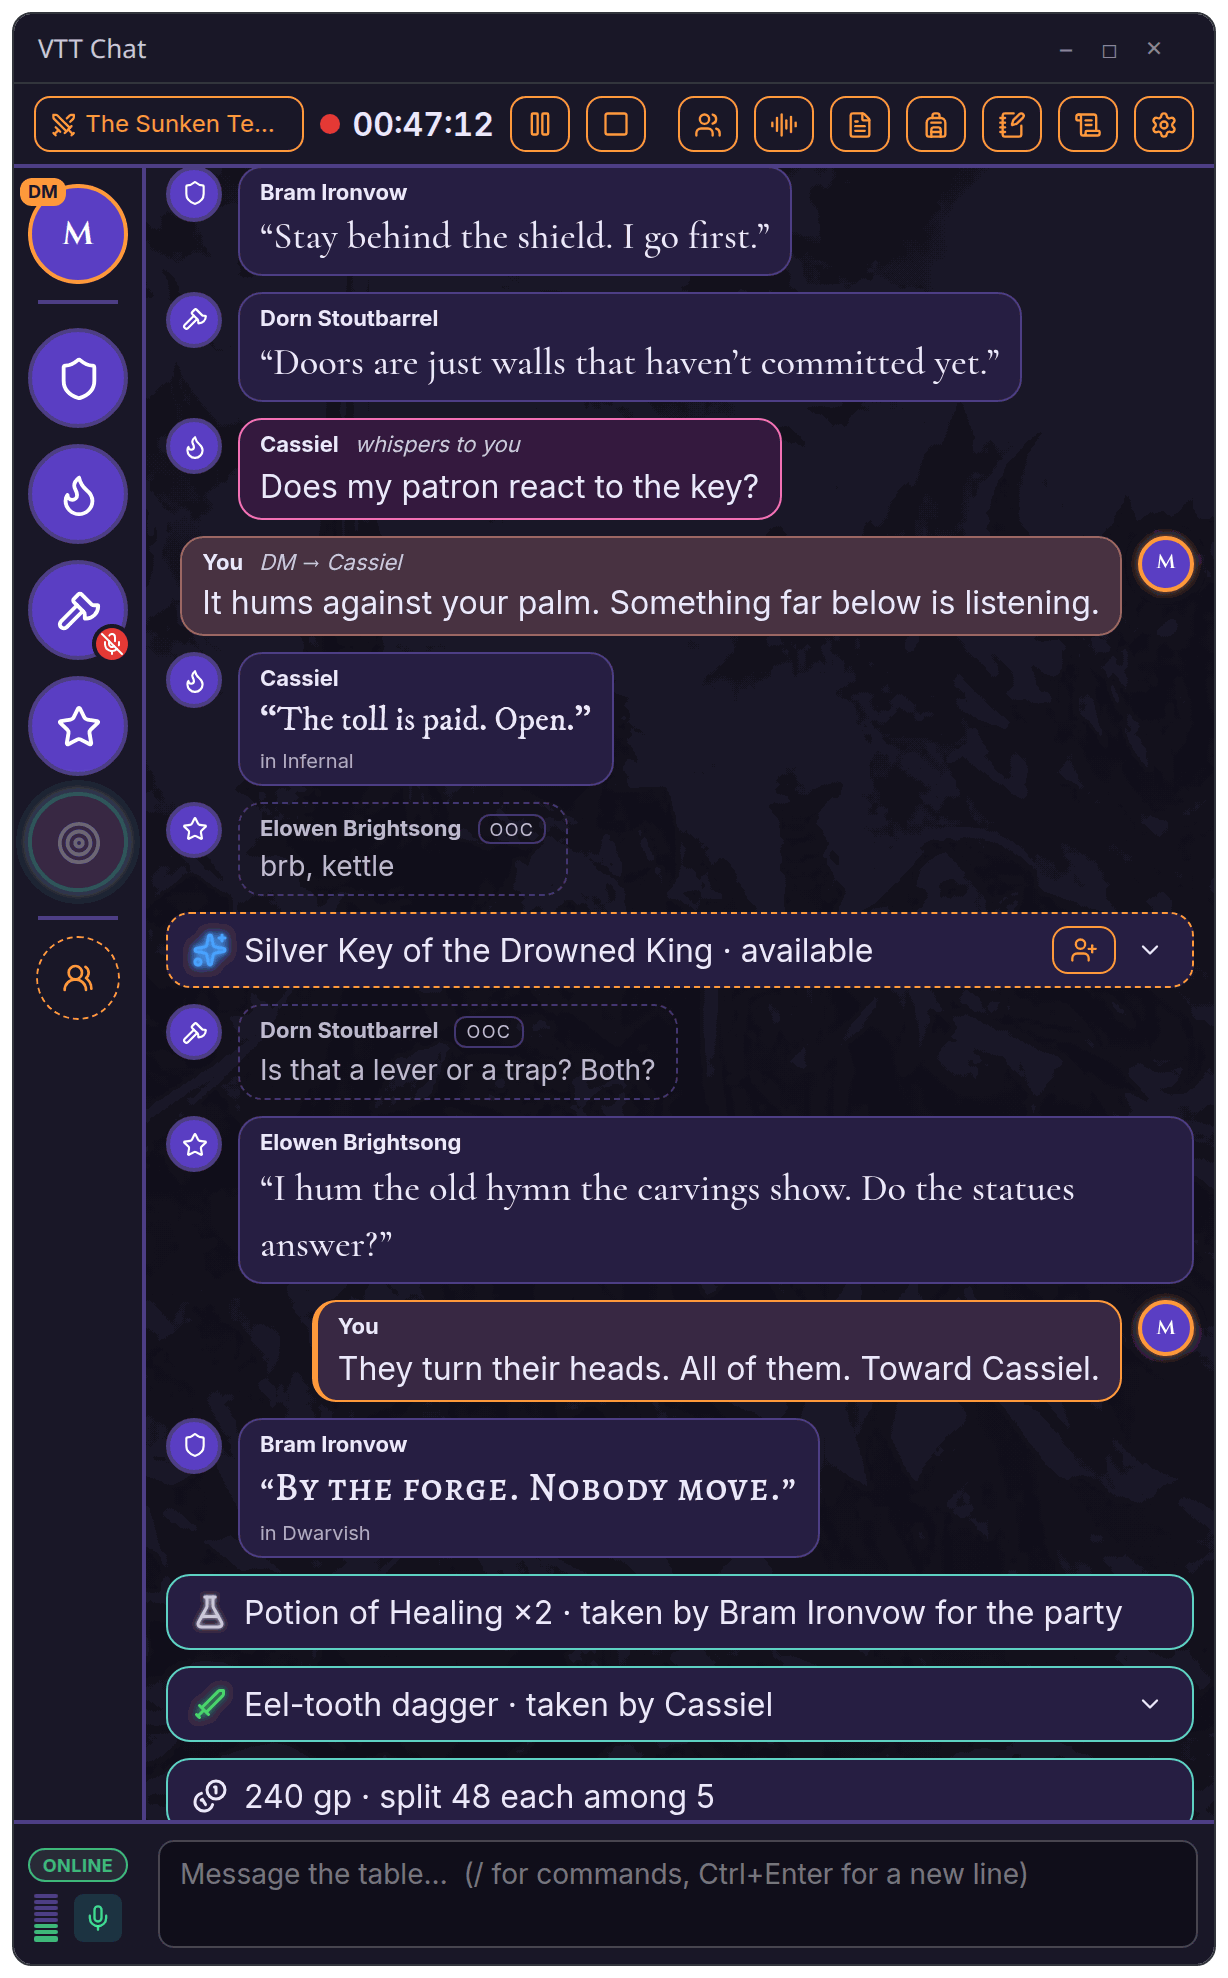 VTT Chat
The Sunken Te...
00:47:12
DM
M
Bram Ironvow
“Stay behind the shield. I go first.”
Dorn Stoutbarrel
“Doors are just walls that haven’t committed yet.”
Cassiel whispers to you
Does my patron react to the key?
You DM → Cassiel
It hums against your palm. Something far below is listening.
M
Cassiel
“The toll is paid. Open.”
in Infernal
Elowen Brightsong OOC
brb, kettle
Silver Key of the Drowned King · available
Dorn Stoutbarrel OOC
Is that a lever or a trap? Both?
Elowen Brightsong
“I hum the old hymn the carvings show. Do the statues
answer?”
You
They turn their heads. All of them. Toward Cassiel.
M
Bram Ironvow
“By the forge. Nobody move.”
in Dwarvish
Potion of Healing ×2 · taken by Bram Ironvow for the party
Eel-tooth dagger · taken by Cassiel
240 gp · split 48 each among 5
ONLINE
Message the table... (/ for commands, Ctrl+Enter for a new line)